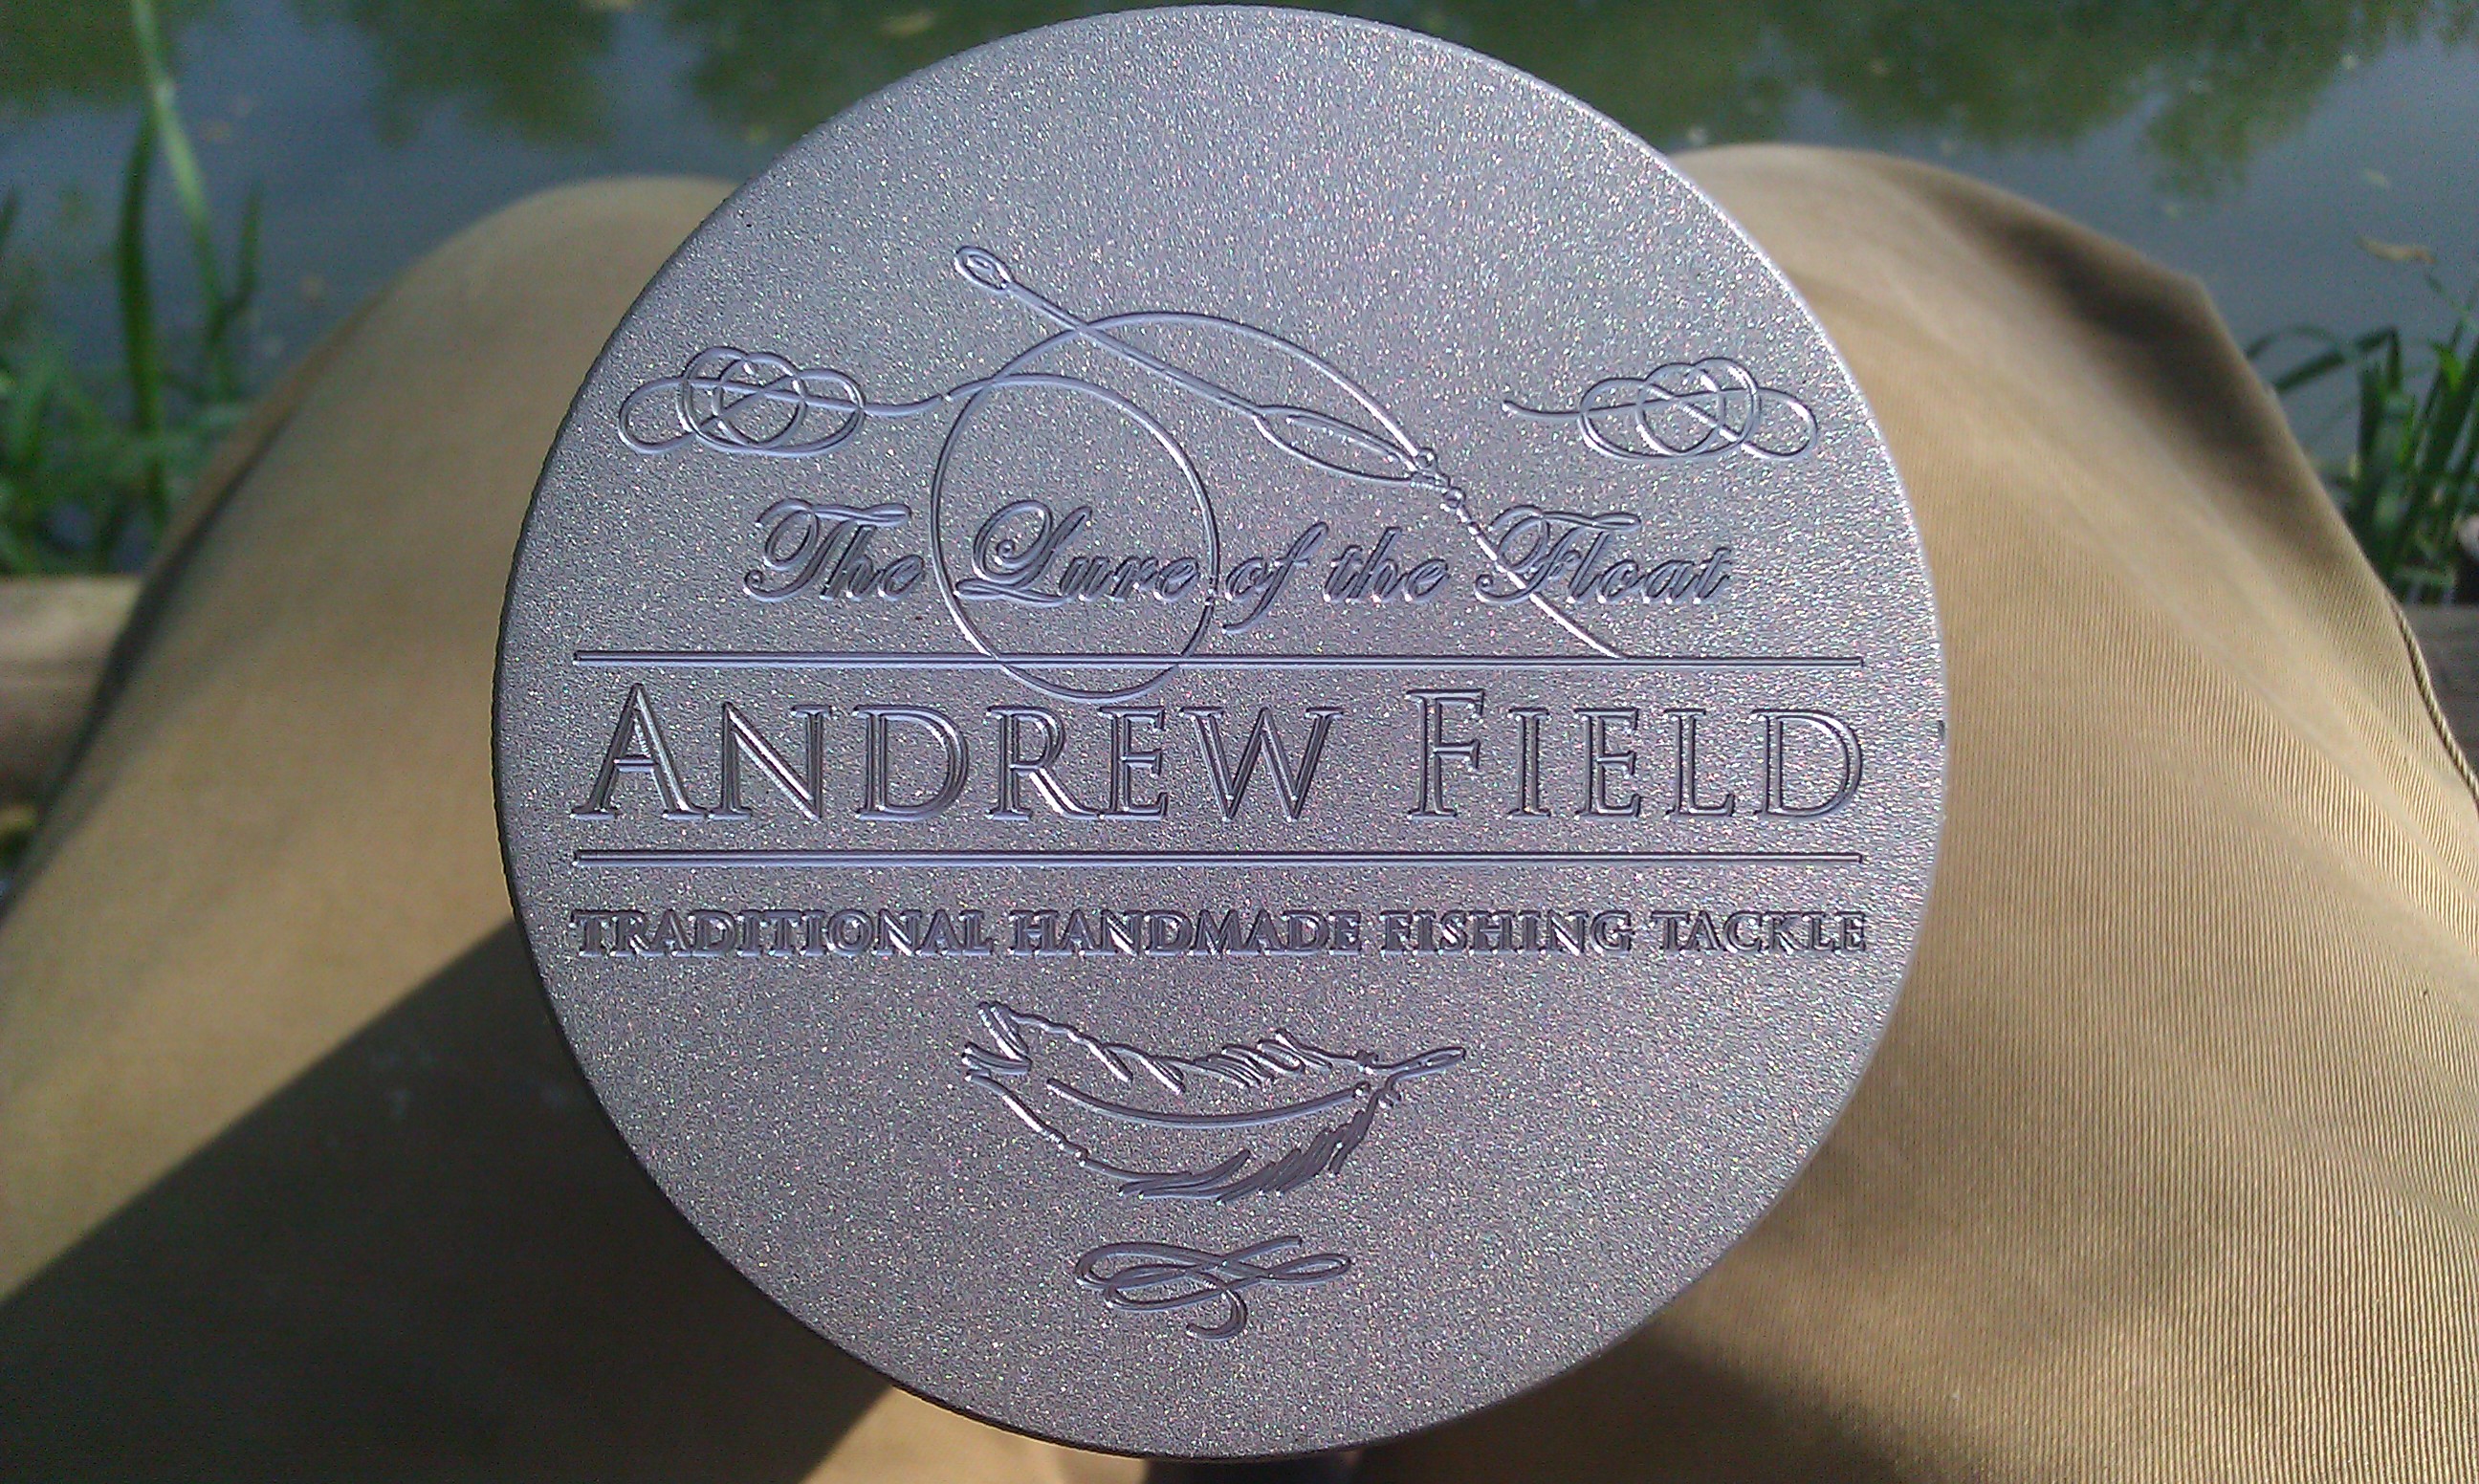 The Lure of the Float
ANDREW FIELD
TRADITIONAL HANDMADE FISHING TACKLE